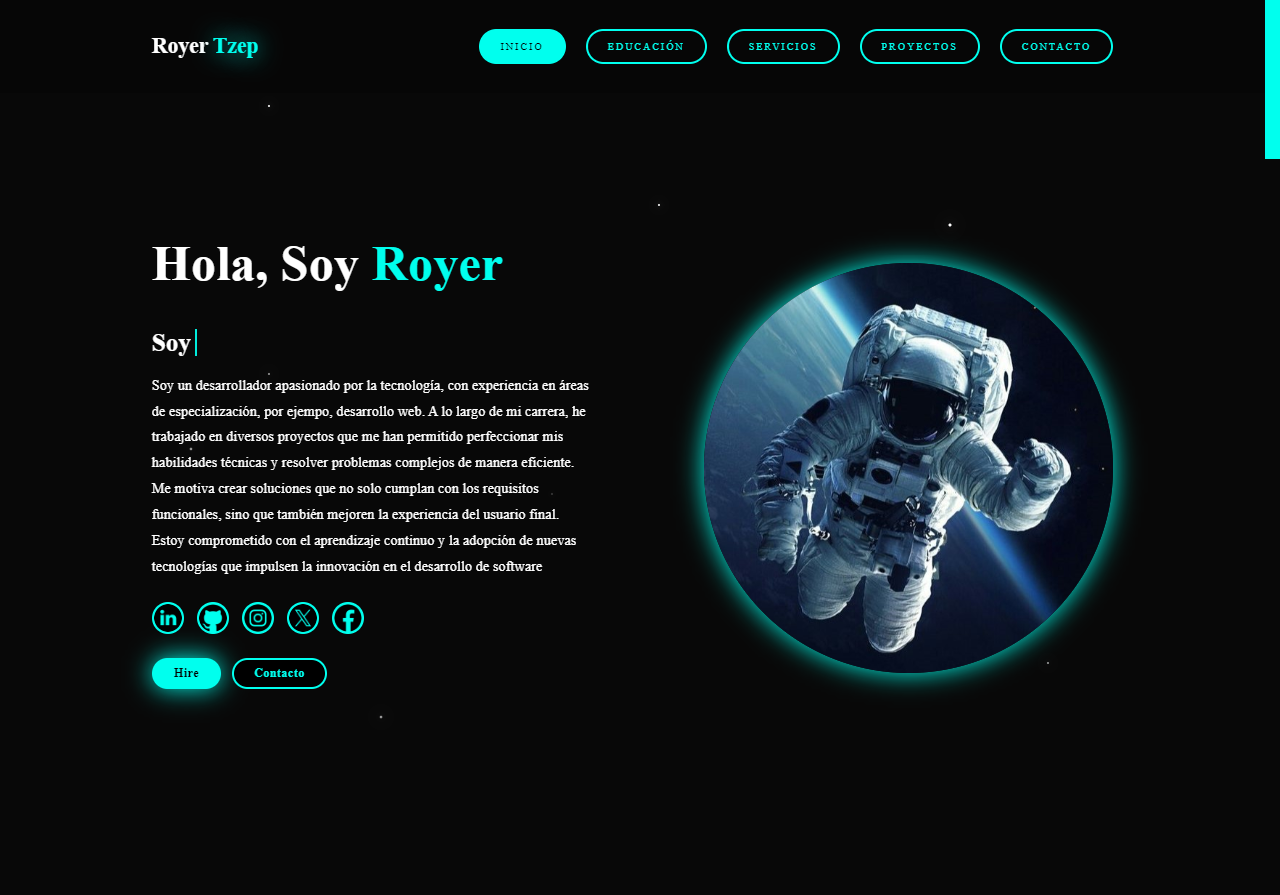 Royer Tzep
INICIO
EDUCACIÓN
SERVICIOS
PROYECTOS
CONTACTO
Hola, Soy Royer
Soy
Soy un desarrollador apasionado por la tecnología, con experiencia en áreas
de especialización, por ejempo, desarrollo web. A lo largo de mi carrera, he
trabajado en diversos proyectos que me han permitido perfeccionar mis
habilidades técnicas y resolver problemas complejos de manera eficiente.
Me motiva crear soluciones que no solo cumplan con los requisitos
funcionales, sino que también mejoren la experiencia del usuario final.
Estoy comprometido con el aprendizaje continuo y la adopción de nuevas
tecnologías que impulsen la innovación en el desarrollo de software
Hire
Contacto